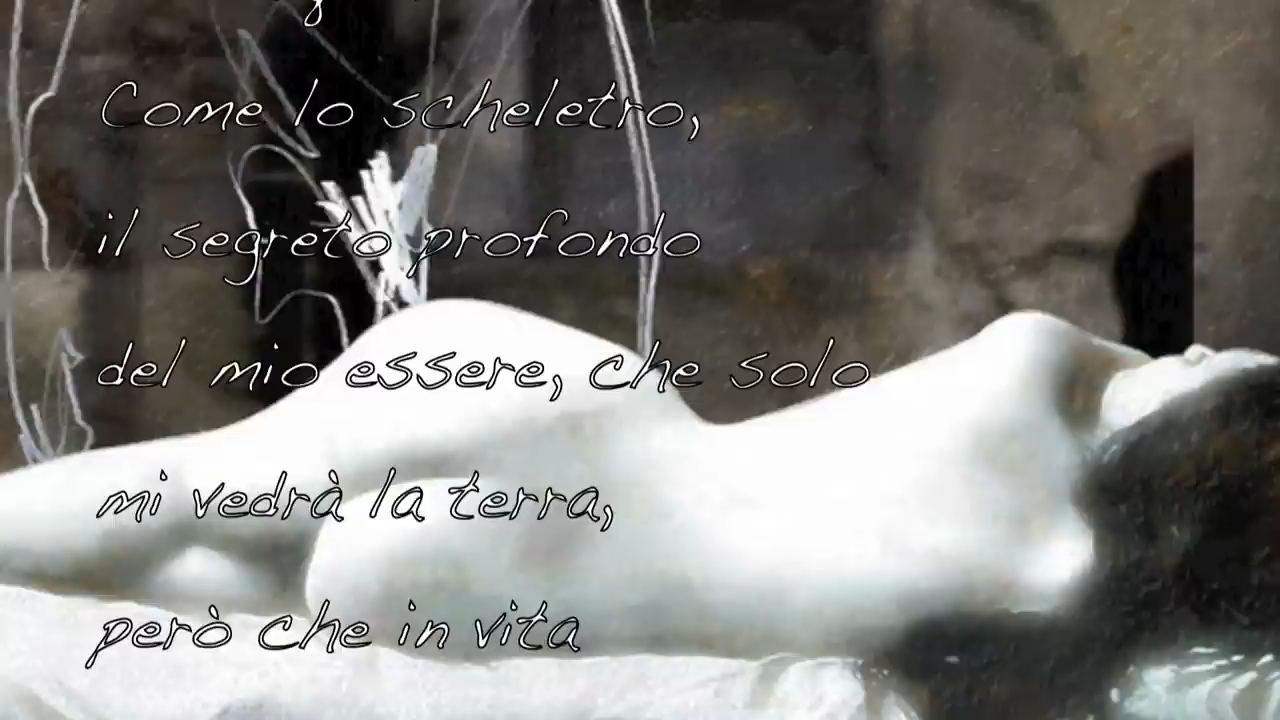 Come lo scheletro,
il segreto profondo
del mio essere, che solo
mi vedrà la terra,
però che in vita